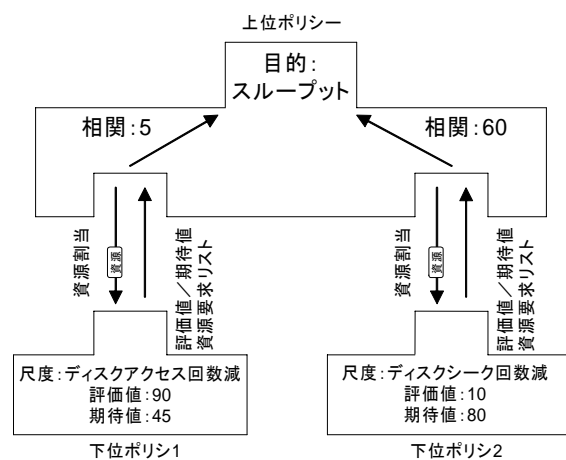 上位ポリシー
目的:
スループット
相関:5
相関:60
資源割当
資源
評価値／期待値
資源要求リスト
資源割当
資源
評価値／期待値
資源要求リスト
尺度:ディスクアクセス回数減
評価値:90
期待値:45
下位ポリシ1
尺度:ディスクシーク回数減
評価値:10
期待値:80
下位ポリシ2